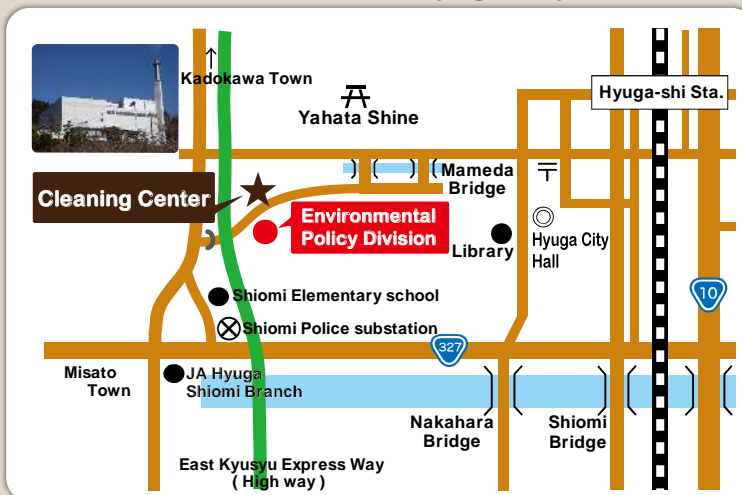 Kadokawa Town
Yahata Shine
Hyuga-shi Sta.
Mameda
Bridge
Cleaning Center
Environmental
Policy Division
Library
Hyuga City
Hall
10
Shiomi Elementary school
Shiomi Police substation
327
Misato
Town
JA Hyuga
Shiomi Branch
Nakahara
Bridge
Shiomi
Bridge
East Kyusyu Express Way
( High way )